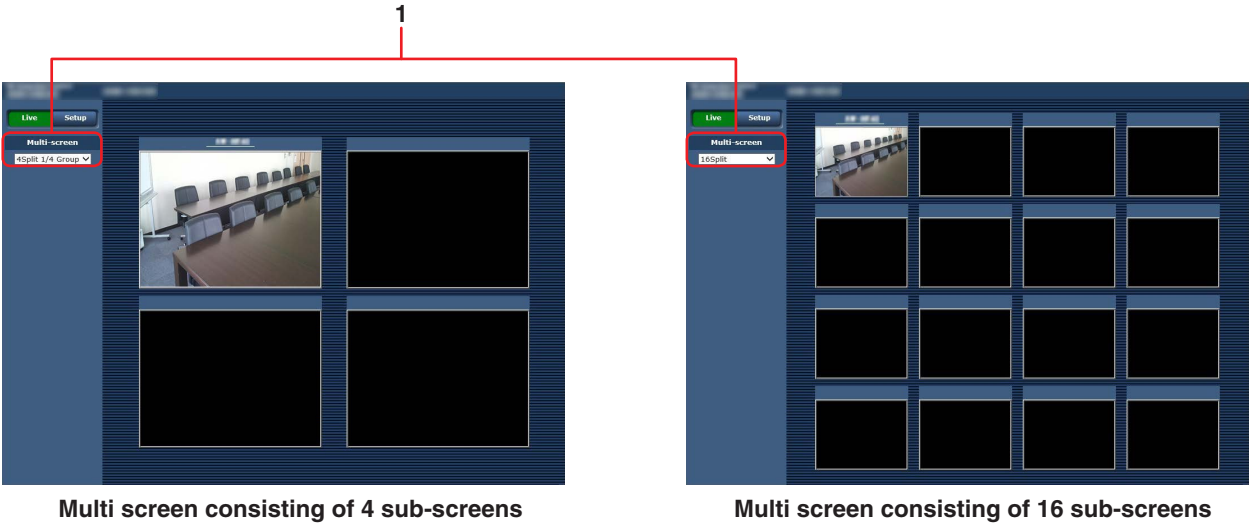 1
Live Setup
Multi-screen
4Split 1/4 Group
Live Setup
Multi-screen
16Split
Multi screen consisting of 4 sub-screens
Multi screen consisting of 16 sub-screens